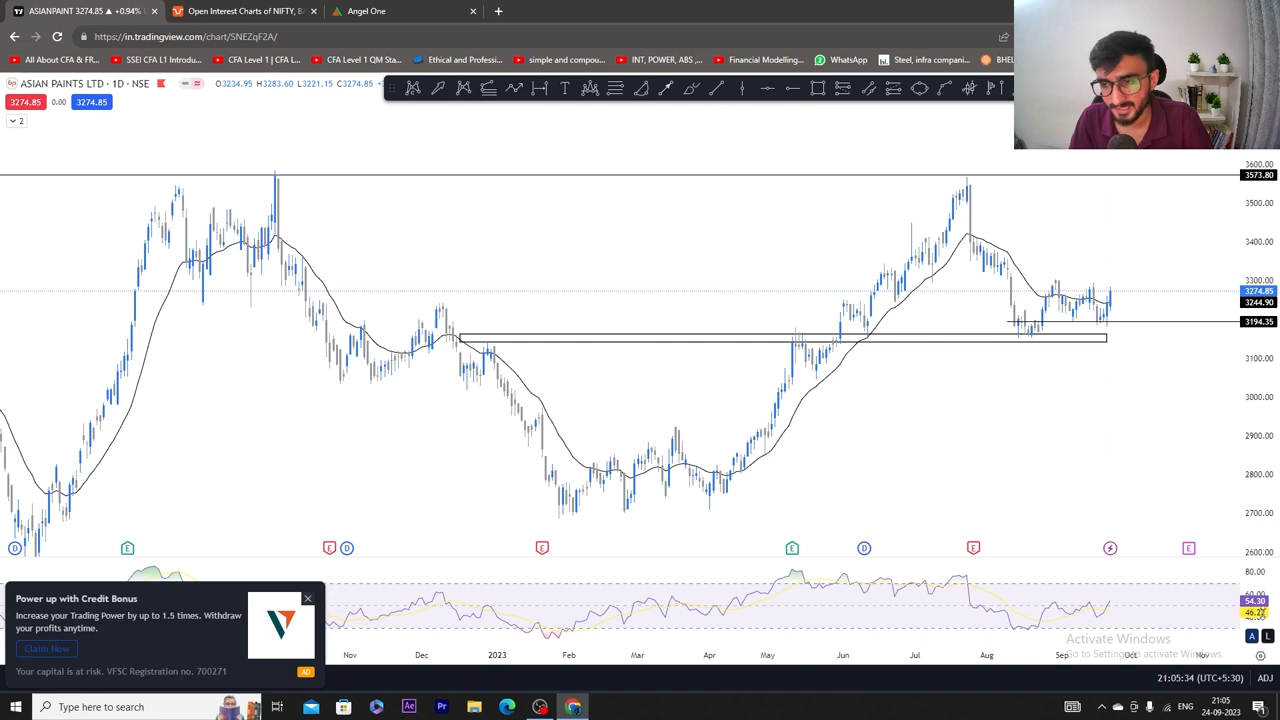 ASIANPAINT 3274.85 ▲ +0.94%
Open Interest Charts of NIFTY, BA
Angel One
https://in.tradingview.com/chart/SNEZqF2A/
All About CFA & FR...
SSEI CFA L1 Introdu...
CFA Level 1 | CFA L...
CFA Level 1 QM Sta...
Ethical and Professi...
simple and compou...
INT, POWER, ABS ,...
Financial Modelling...
WhatsApp
Steel, infra compani...
BHEL
ASIAN PAINTS LTD · 1D · NSE
O3234.95 H3283.60 L3221.15 C3274.85
3274.85 0.00 3274.85
2
3600.00
3573.80
3500.00
3400.00
3300.00
3274.85
3244.90
3194.35
3100.00
3000.00
2900.00
2800.00
2700.00
2600.00
D E E D E E D E E
80.00
54.30
Power up with Credit Bonus
Increase your Trading Power by up to 1.5 times. Withdraw
your profits anytime.
Claim Now
Your capital is at risk. VFSC Registration no. 700271
AD
A L
Activate Windows
Go to Settings to activate Windows.
Nov Dec 2023 Feb Mar Apr May Jun Jul Aug Sep Oct Nov
21:05:34 (UTC+5:30) ADJ
Type here to search
Ae
Pr
ENG
21:05
24-09-2023
1